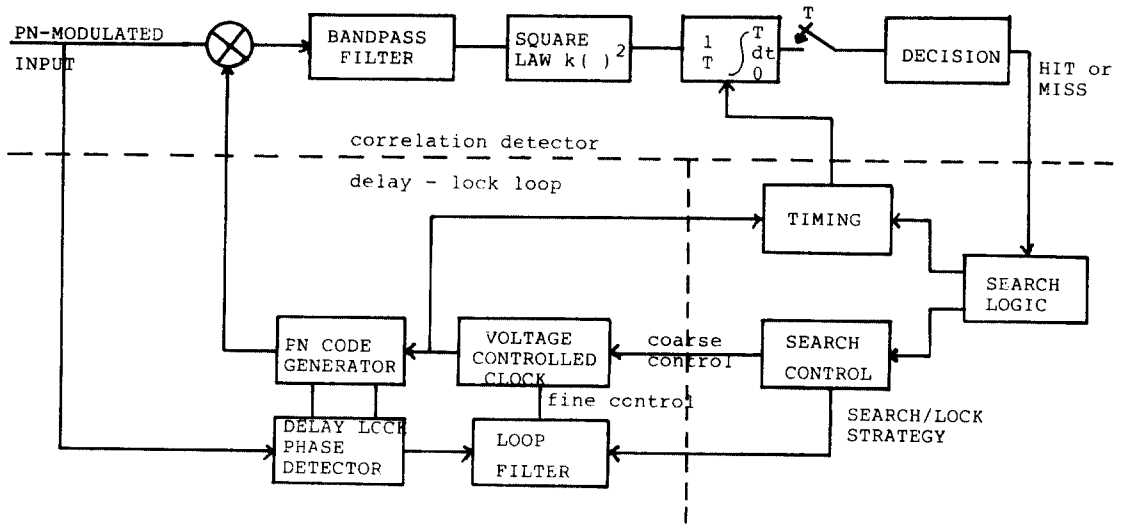 PN-MODULATED
INPUT
BANDPASS
FILTER
SQUARE
LAW k( )²
1
T
∫
T
0
dt
T
DECISION
HIT or
MISS
correlation detector
delay - lock loop
TIMING
SEARCH
LOGIC
PN CODE
GENERATOR
VOLTAGE
CONTROLLED
CLOCK
coarse
control
SEARCH
CONTROL
fine control
SEARCH/LOCK
STRATEGY
DELAY LOCK
PHASE
DETECTOR
LOOP
FILTER